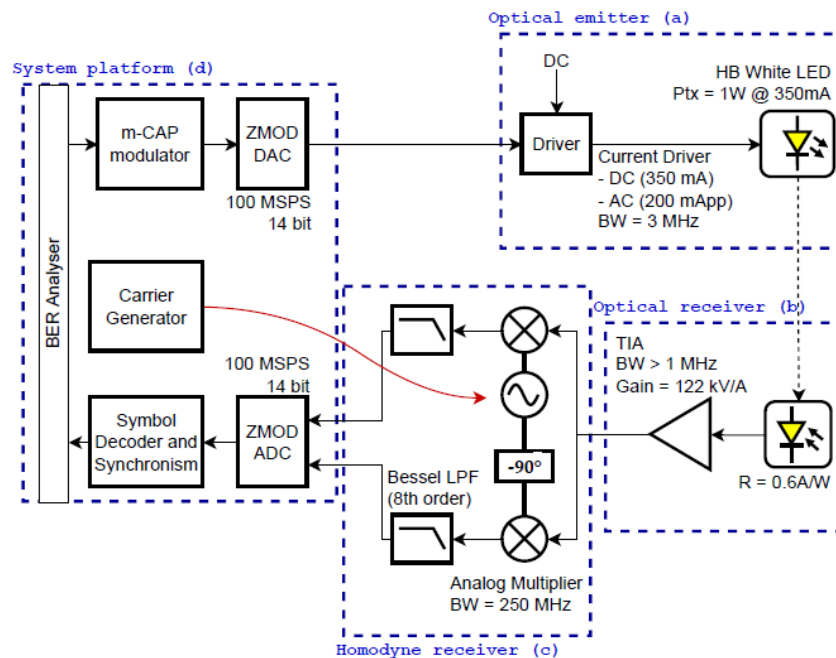 Optical emitter (a)
System platform (d)
DC
HB White LED
Ptx = 1W @ 350mA
m-CAP
modulator
ZMOD
DAC
Driver
Current Driver
- DC (350 mA)
- AC (200 mApp)
BW = 3 MHz
100 MSPS
14 bit
BER Analyser
Carrier
Generator
Optical receiver (b)
TIA
BW > 1 MHz
Gain = 122 kV/A
100 MSPS
14 bit
Symbol
Decoder and
Synchronism
ZMOD
ADC
-90°
Bessel LPF
(8th order)
R = 0.6A/W
Analog Multiplier
BW = 250 MHz
Homodyne receiver (c)